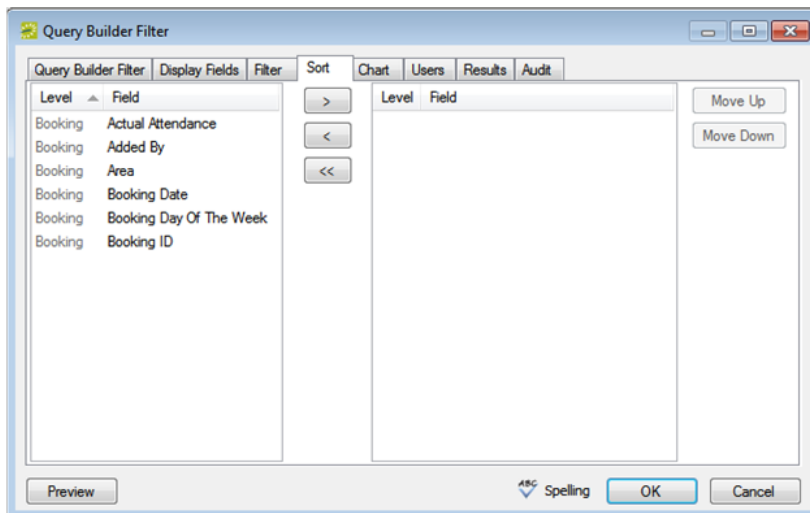 Query Builder Filter
Query Builder Filter Display Fields Filter Sort Chart Users Results Audit
Level Field > Level Field Move Up
Booking Actual Attendance
Booking Added By < Move Down
Booking Area <<
Booking Booking Date
Booking Booking Day Of The Week
Booking Booking ID
Preview ABC Spelling OK Cancel